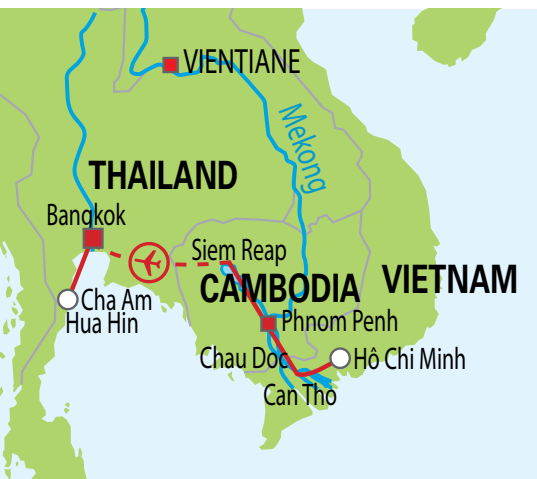 VIENTIANE
Mekong
THAILAND
Bangkok
Siem Reap
CAMBODIA
VIETNAM
Cha Am
Hua Hin
Phnom Penh
Chau Doc
Hô Chi Minh
Can Tho